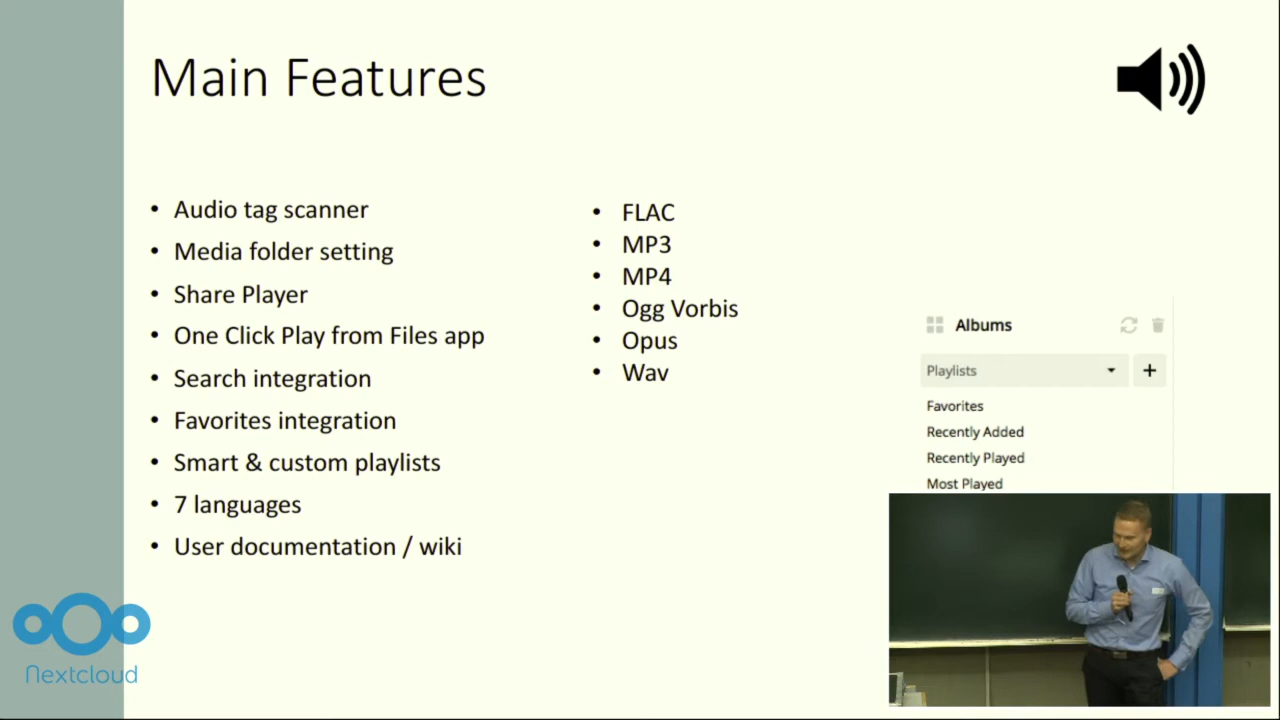 Main Features
• Audio tag scanner
• Media folder setting
• Share Player
• One Click Play from Files app
• Search integration
• Favorites integration
• Smart & custom playlists
• 7 languages
• User documentation / wiki
• FLAC
• MP3
• MP4
• Ogg Vorbis
• Opus
• Wav
Albums
Playlists
+
Favorites
Recently Added
Recently Played
Most Played
Nextcloud